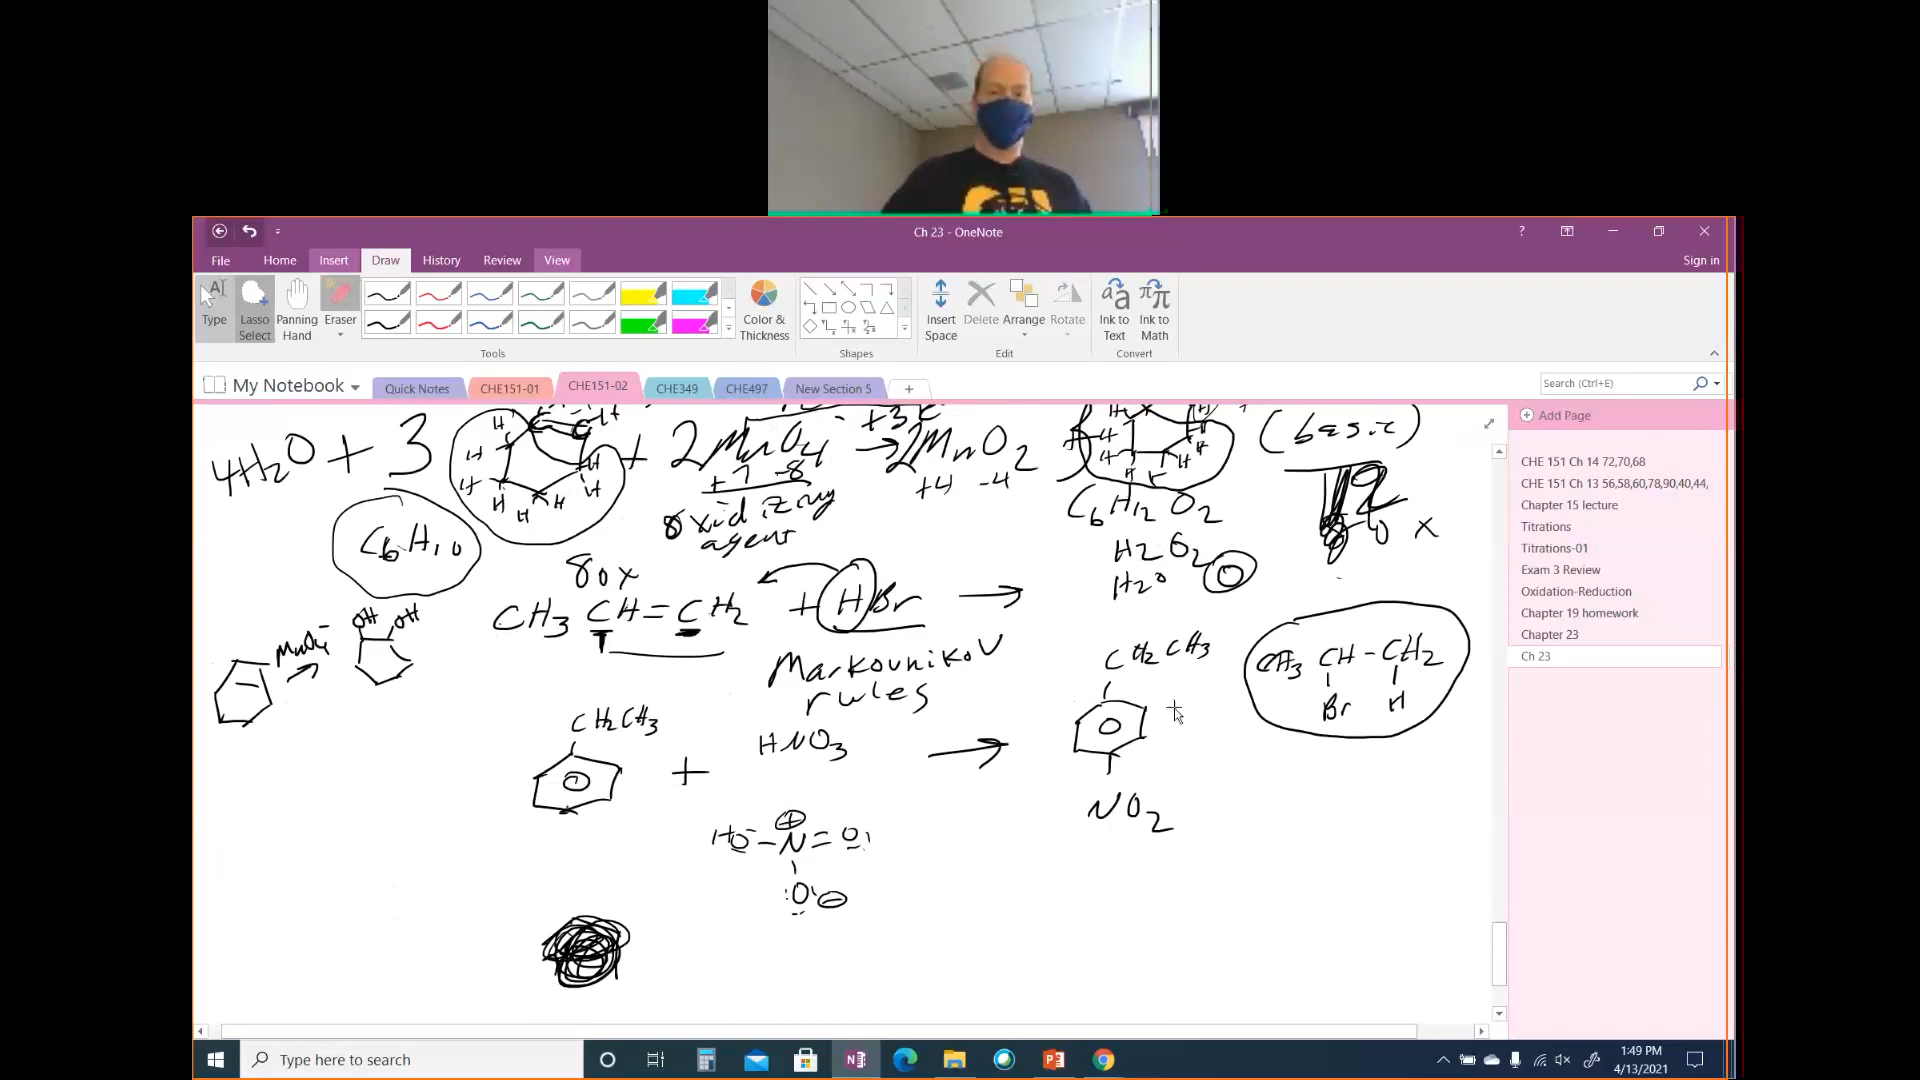 Ch 23 - OneNote
?
File Home Insert Draw History Review View
Sign in
Type
Lasso Select
Panning Hand
Eraser
Color & Thickness
Insert Space
Delete
Arrange
Rotate
Ink to Text
Ink to Math
Tools
Shapes
Edit
Convert
My Notebook
Quick Notes
CHE151-01
CHE151-02
CHE349
CHE497
New Section 5
+
Search (Ctrl+E)
Add Page
CHE 151 Ch 14 72,70,68
CHE 151 Ch 13 56,58,60,78,90,40,44,
Chapter 15 lecture
Titrations
Titrations-01
Exam 3 Review
Oxidation-Reduction
Chapter 19 homework
Chapter 23
Ch 23
4H2O + 3
+ 2MnO4- → 2MnO2
(basic)
+7 -8
+4 -4
oxidizing
agent
C6H10
C6H12O2
H2O2
H2O
CH3 CH=CH2 + HBr →
Markovnikov
rules
CH3 CH-CH2
Br H
OH OH
MnO4-
CH2CH3
+ HNO3 →
CH2CH3
NO2
HO-N=O
O
Type here to search
1:49 PM
4/13/2021